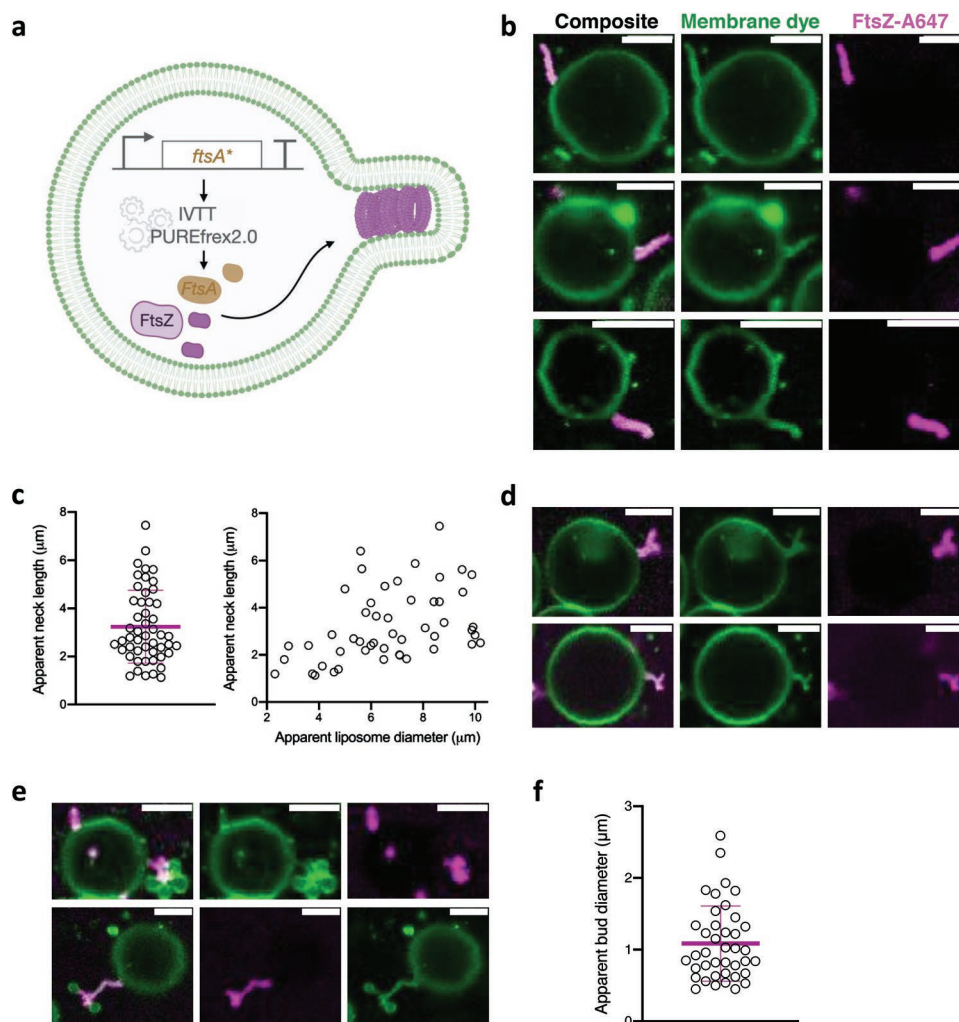 a
ftsA*
IVTT
PUREfrex2.0
FtsA
FtsZ
b
Composite Membrane dye FtsZ-A647
c
Apparent neck length (μm)
8
6
4
2
0
Apparent neck length (μm)
8
6
4
2
0
2 4 6 8 10
Apparent liposome diameter (μm)
d
e
f
Apparent bud diameter (μm)
3
2
1
0